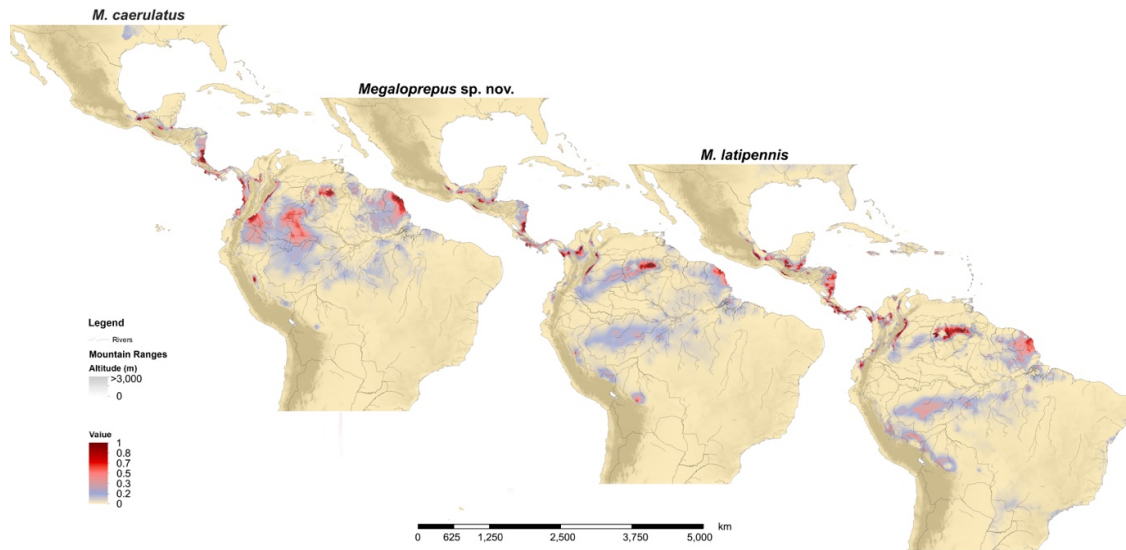 M. caerulatus
Megaloprepus sp. nov.
M. latipennis
Legend
Rivers
Mountain Ranges
Altitude (m)
>3,000
0
Value
1
0.8
0.7
0.5
0.3
0.2
0
km
0 625 1,250 2,500 3,750 5,000